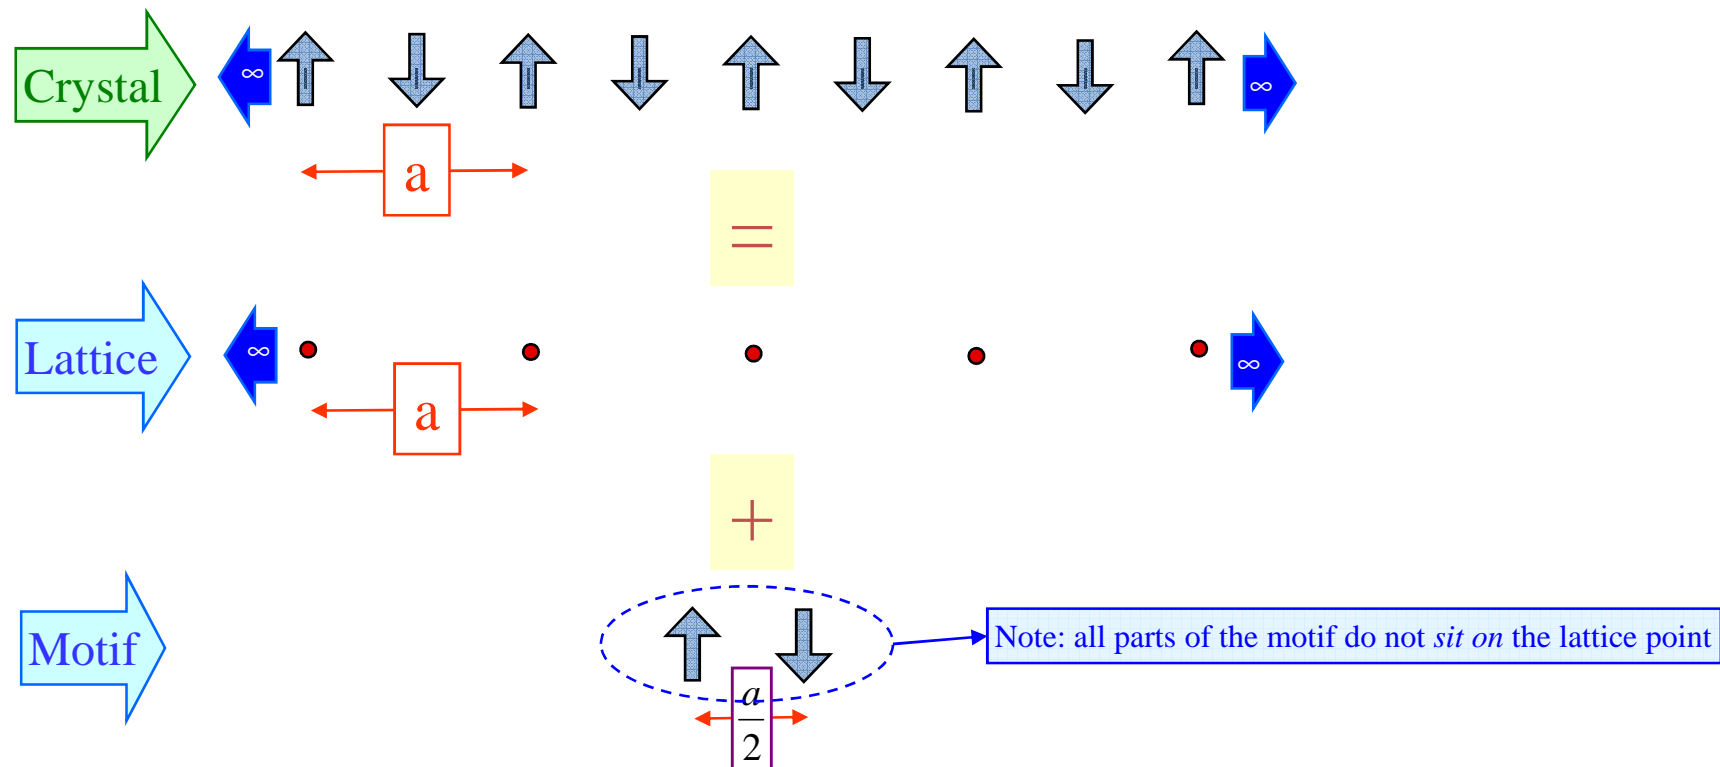 Crystal
∞
∞
a
=
Lattice
∞
∞
a
+
Motif
Note: all parts of the motif do not sit on the lattice point
a
2